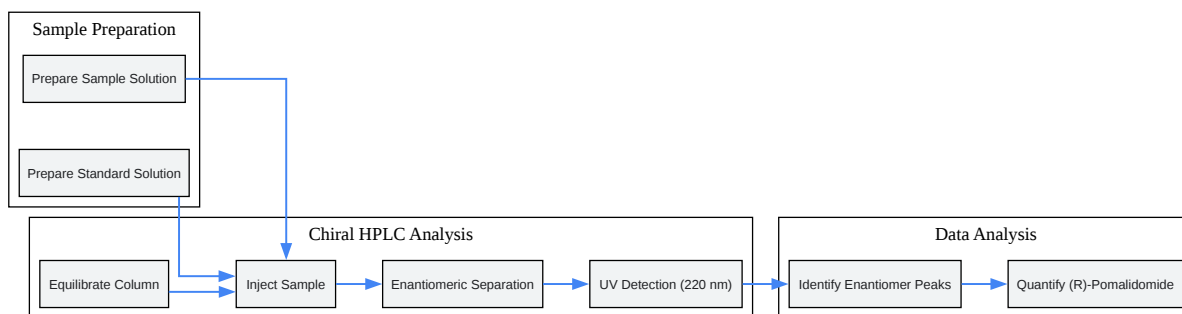 Sample Preparation
Prepare Sample Solution
Prepare Standard Solution
Chiral HPLC Analysis
Equilibrate Column
Inject Sample
Enantiomeric Separation
UV Detection (220 nm)
Data Analysis
Identify Enantiomer Peaks
Quantify (R)-Pomalidomide